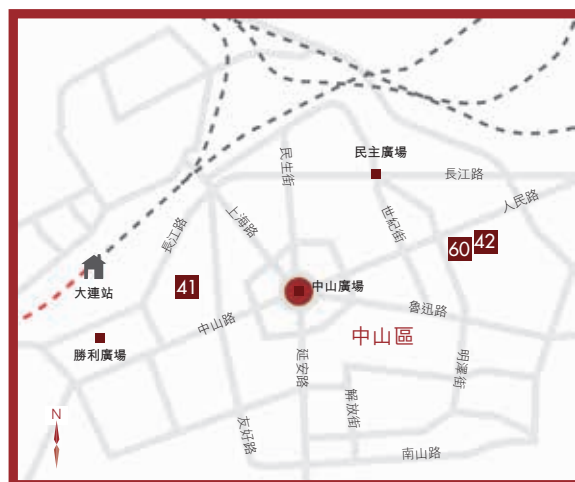 民主廣場
民生街
長江路
人民路
上海路
世紀街
長江路
60
42
大連站
41
中山廣場
魯迅路
中山路
中山區
勝利廣場
延安路
明澤街
解放街
N
友好路
南山路